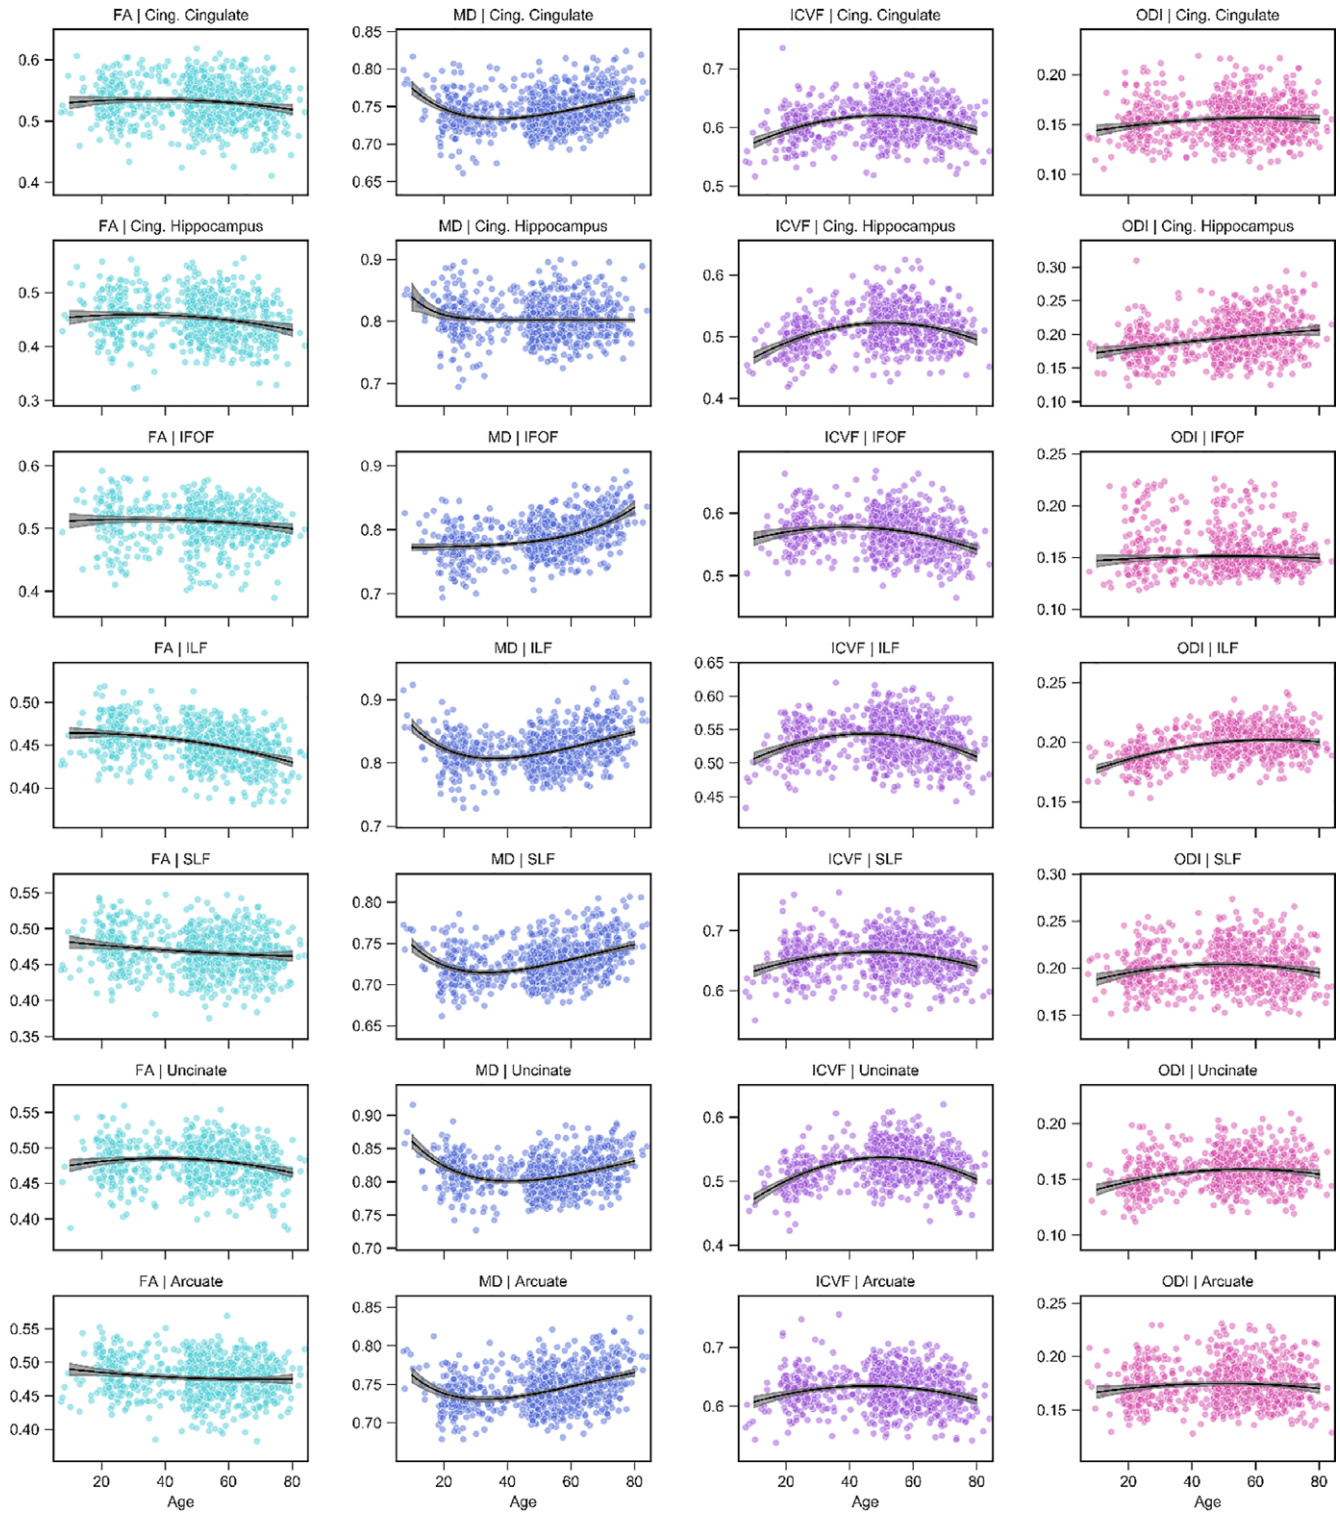 FA | Cing. Cingulate MD | Cing. Cingulate ICVF | Cing. Cingulate ODI | Cing. Cingulate
0.6 0.5 0.4 0.85 0.80 0.75 0.70 0.65 0.7 0.6 0.5 0.20 0.15 0.10
FA | Cing. Hippocampus MD | Cing. Hippocampus ICVF | Cing. Hippocampus ODI | Cing. Hippocampus
0.5 0.4 0.3 0.9 0.8 0.7 0.6 0.5 0.4 0.30 0.25 0.20 0.15 0.10
FA | IFOF MD | IFOF ICVF | IFOF ODI | IFOF
0.6 0.5 0.4 0.9 0.8 0.7 0.6 0.5 0.25 0.20 0.15 0.10
FA | ILF MD | ILF ICVF | ILF ODI | ILF
0.50 0.45 0.40 0.9 0.8 0.7 0.65 0.60 0.55 0.50 0.45 0.25 0.20 0.15
FA | SLF MD | SLF ICVF | SLF ODI | SLF
0.55 0.50 0.45 0.40 0.35 0.80 0.75 0.70 0.65 0.7 0.6 0.30 0.25 0.20 0.15
FA | Uncinate MD | Uncinate ICVF | Uncinate ODI | Uncinate
0.55 0.50 0.45 0.40 0.90 0.85 0.80 0.75 0.70 0.6 0.5 0.4 0.20 0.15 0.10
FA | Arcuate MD | Arcuate ICVF | Arcuate ODI | Arcuate
0.55 0.50 0.45 0.40 0.85 0.80 0.75 0.70 0.7 0.6 0.25 0.20 0.15
20 40 60 80 20 40 60 80 20 40 60 80 20 40 60 80
Age Age Age Age